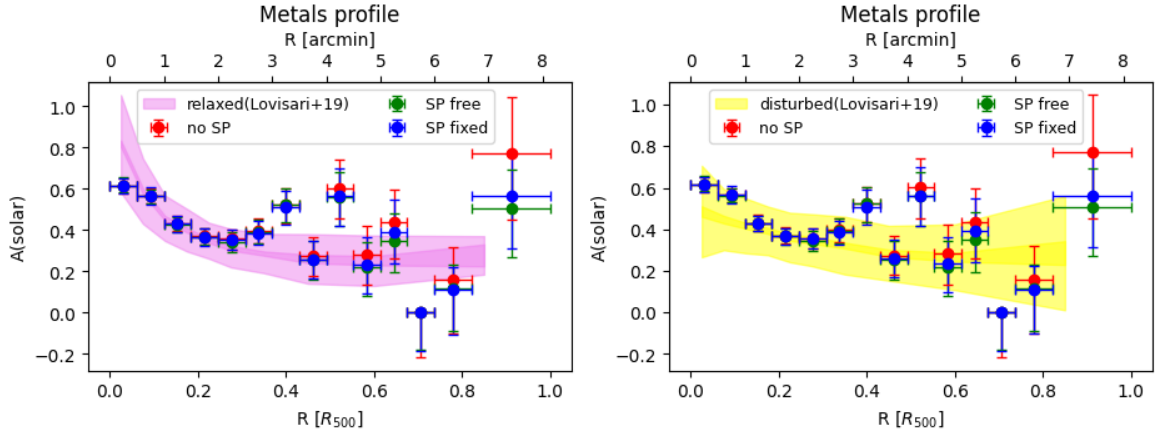 Metals profile
R [arcmin]
0 1 2 3 4 5 6 7 8
relaxed(Lovisari+19)
no SP
SP free
SP fixed
A(solar)
1.0
0.8
0.6
0.4
0.2
0.0
−0.2
0.0 0.2 0.4 0.6 0.8 1.0
R [R500]
Metals profile
R [arcmin]
0 1 2 3 4 5 6 7 8
disturbed(Lovisari+19)
no SP
SP free
SP fixed
A(solar)
1.0
0.8
0.6
0.4
0.2
0.0
−0.2
0.0 0.2 0.4 0.6 0.8 1.0
R [R500]